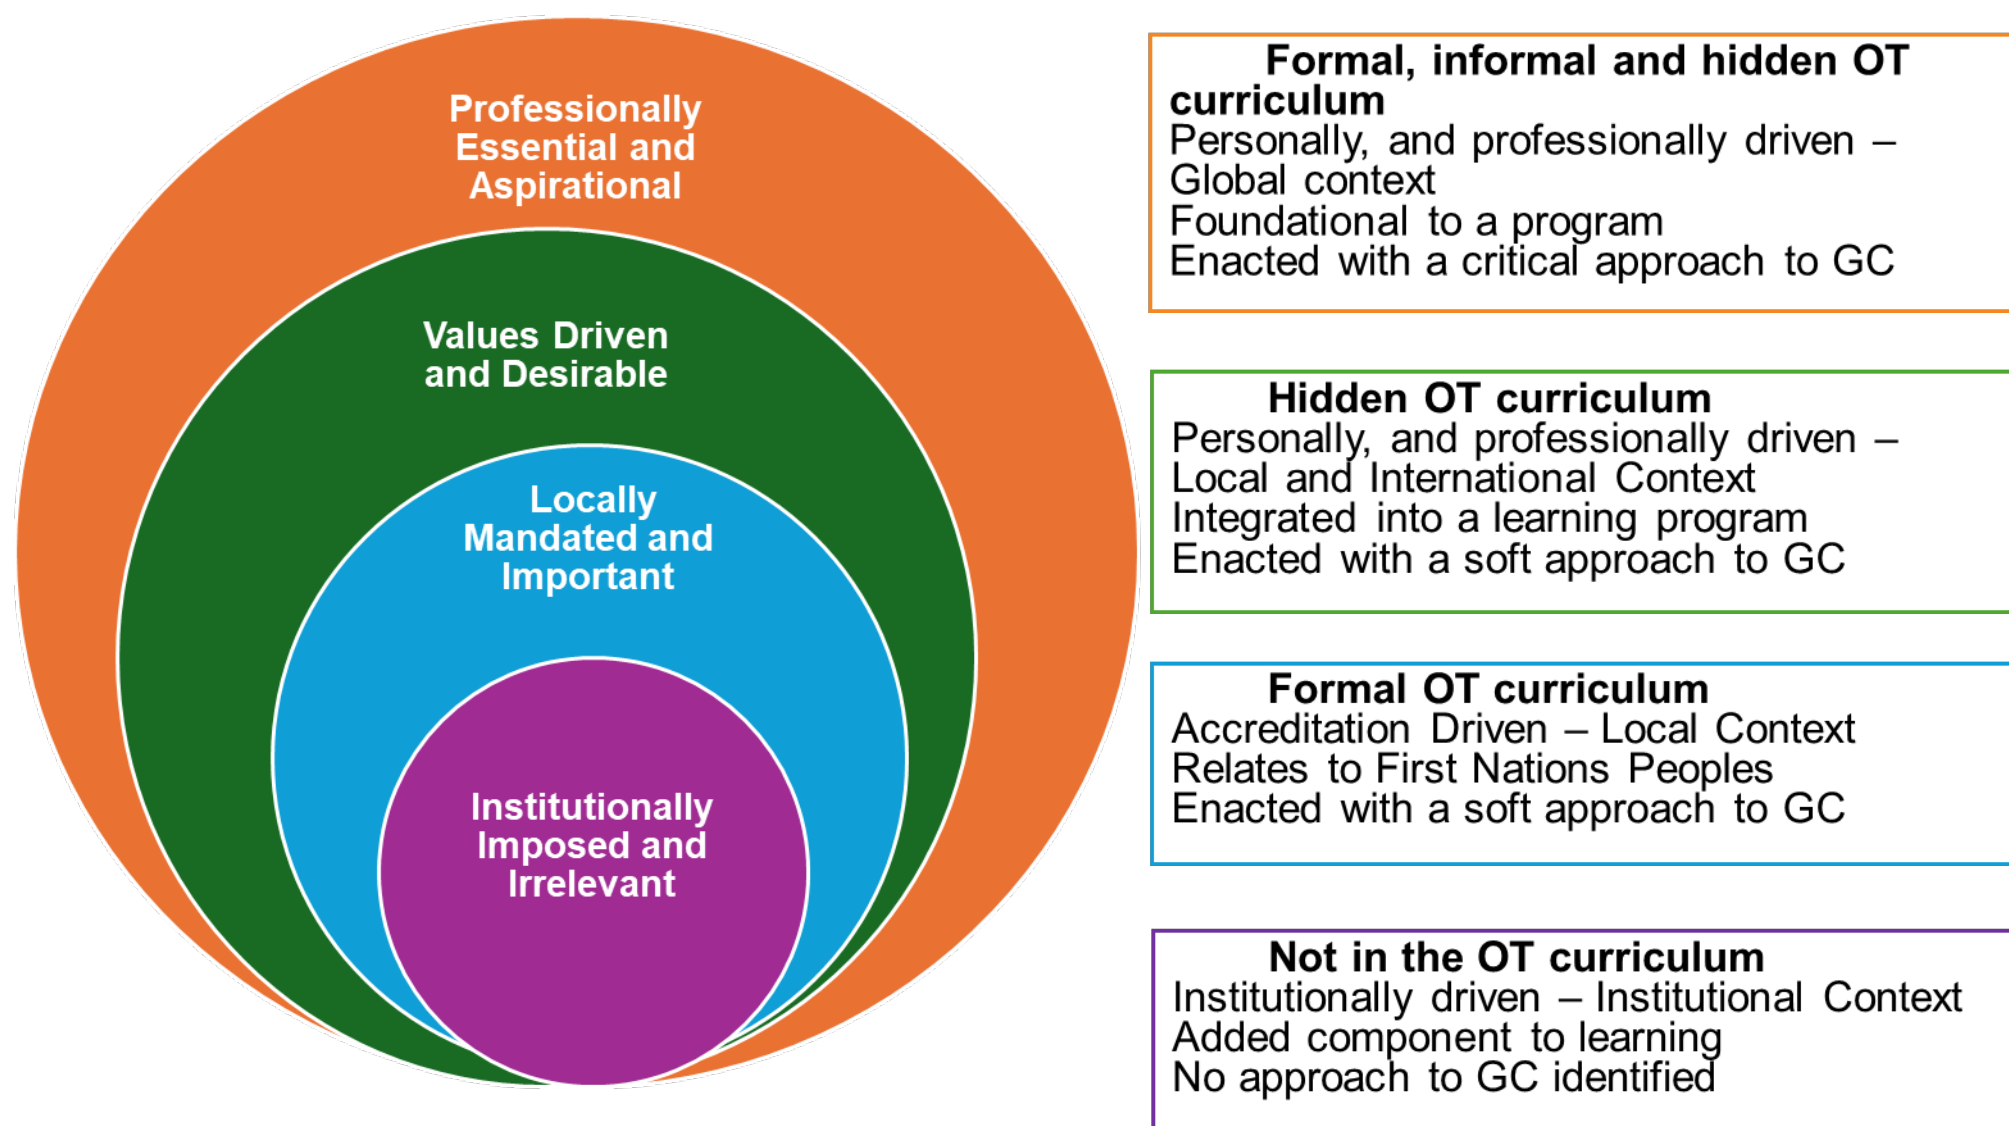 Professionally
Essential and
Aspirational
Values Driven
and Desirable
Locally
Mandated and
Important
Institutionally
Imposed and
Irrelevant
Formal, informal and hidden OT
curriculum
Personally, and professionally driven –
Global context
Foundational to a program
Enacted with a critical approach to GC
Hidden OT curriculum
Personally, and professionally driven –
Local and International Context
Integrated into a learning program
Enacted with a soft approach to GC
Formal OT curriculum
Accreditation Driven – Local Context
Relates to First Nations Peoples
Enacted with a soft approach to GC
Not in the OT curriculum
Institutionally driven – Institutional Context
Added component to learning
No approach to GC identified